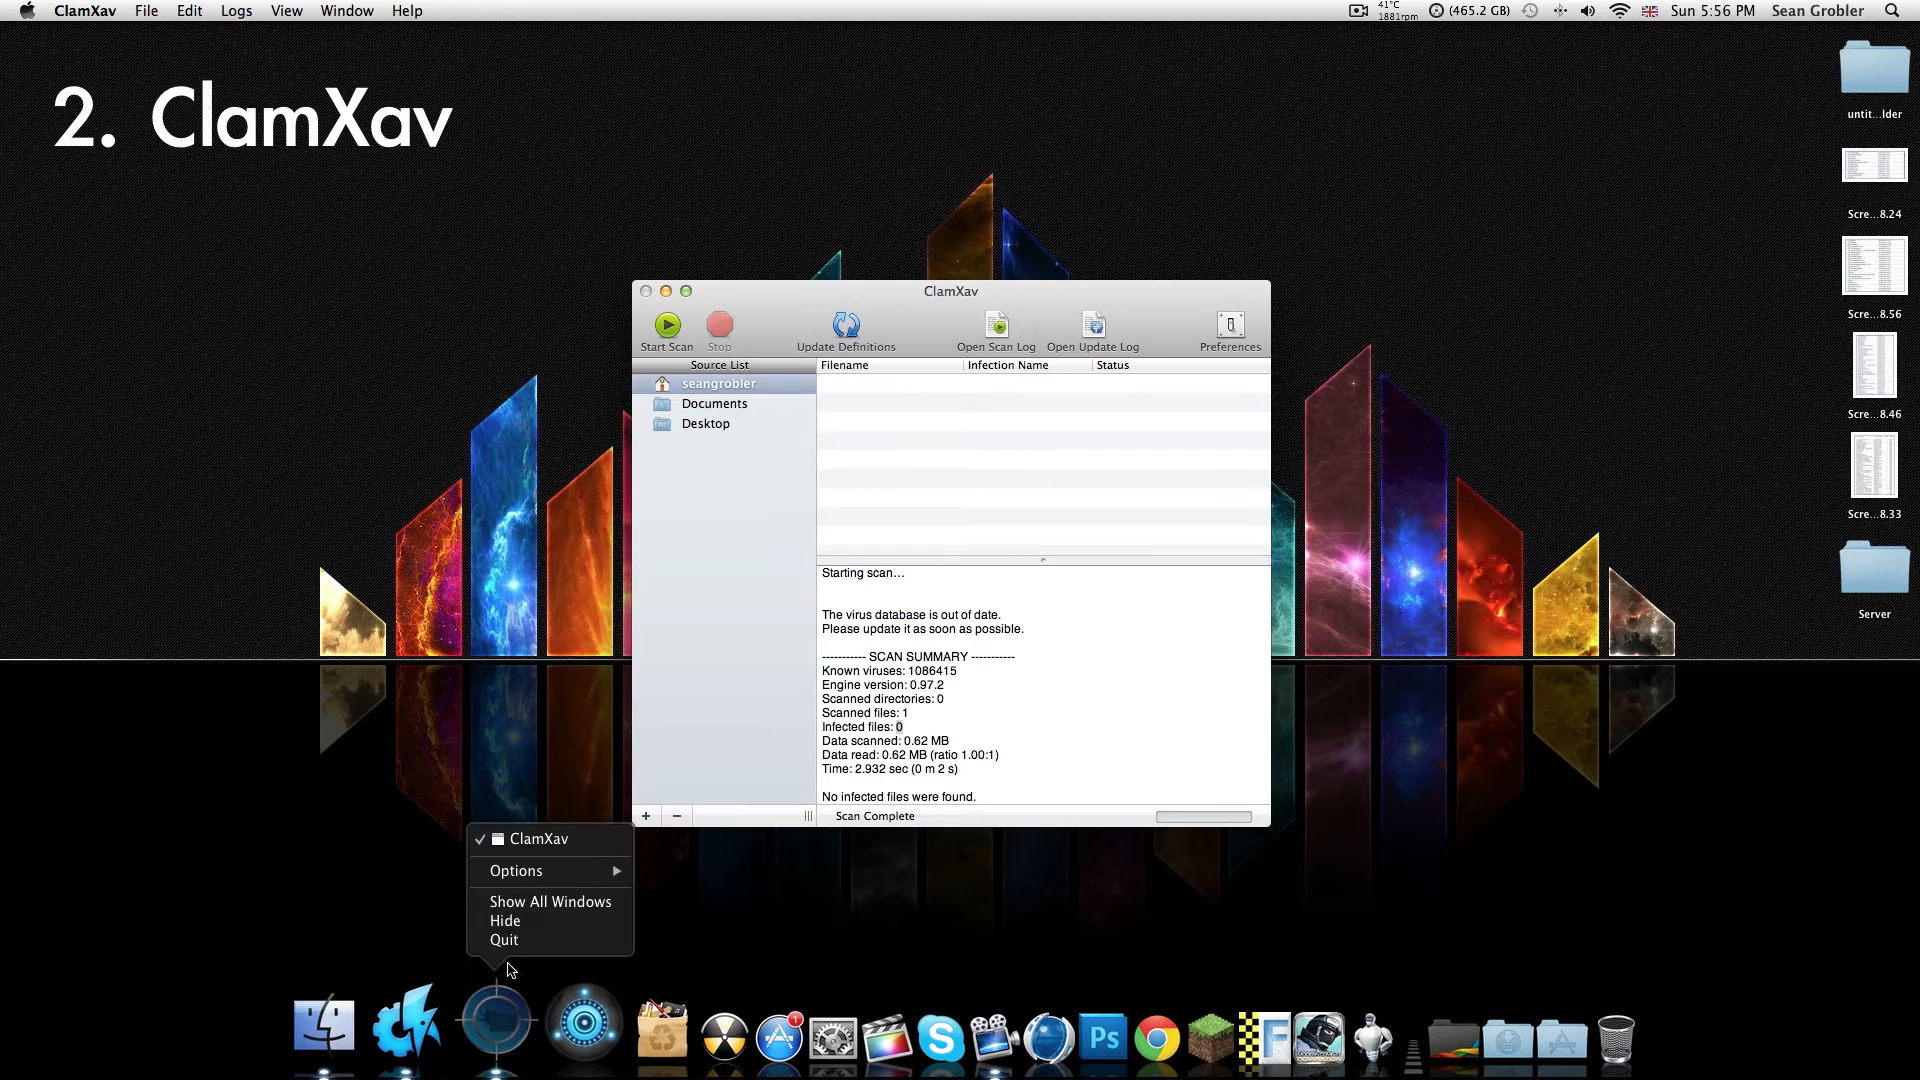 ClamXav File Edit Logs View Window Help
41°C
1881rpm
(465.2 GB) Sun 5:56 PM Sean Grobler
2. ClamXav
untit...lder
Scre...8.24
Scre...8.56
Scre...8.46
Scre...8.33
Server
ClamXav
Start Scan Stop Update Definitions Open Scan Log Open Update Log Preferences
Source List Filename Infection Name Status
seangrobler
Documents
Desktop
Starting scan...
The virus database is out of date.
Please update it as soon as possible.
----------- SCAN SUMMARY -----------
Known viruses: 1086415
Engine version: 0.97.2
Scanned directories: 0
Scanned files: 1
Infected files: 0
Data scanned: 0.62 MB
Data read: 0.62 MB (ratio 1.00:1)
Time: 2.932 sec (0 m 2 s)
No infected files were found.
+ − Scan Complete
✓ ClamXav
Options
Show All Windows
Hide
Quit
1
Ps
F